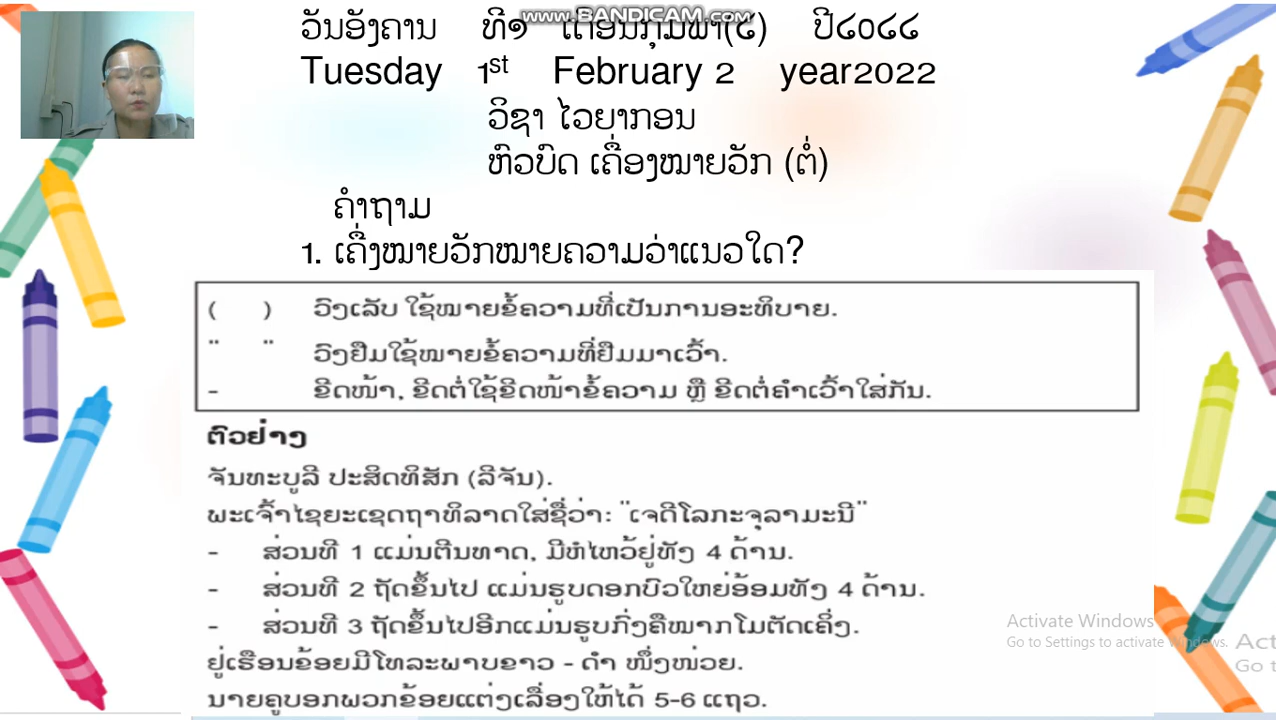 www.BANDICAM.com
ວັນອັງຄານ ທີ໑ ເດືອນກຸມພາ(໒) ປີ໒໐໒໒
Tuesday 1st February 2 year2022
ວິຊາ ໄວຍາກອນ
ຫົວບົດ ເຄື່ອງໝາຍວັກ (ຕໍ່)
ຄໍາຖາມ
1. ເຄື່ງໝາຍວັກໝາຍຄວາມວ່າແນວໃດ?
( ) ວົງເລັບ ໃຊ້ໝາຍຂໍ້ຄວາມທີ່ເປັນການອະທິບາຍ.
" " ວົງຢືມໃຊ້ໝາຍຂໍ້ຄວາມທີ່ຢືມມາເວົ້າ.
- ຂີດໜ້າ, ຂີດຕໍ່ໃຊ້ຂີດໜ້າຂໍ້ຄວາມ ຫຼື ຂີດຕໍ່ຄໍາເວົ້າໃສ່ກັນ.
ຕົວຢ່າງ
ຈັນທະບູລີ ປະສິດທິສັກ (ລີຈັນ).
ພະເຈົ້າໄຊຍະເຊດຖາທິລາດໃສ່ຊື່ວ່າ: "ເຈດີໂລກະຈຸລາມະນີ"
- ສ່ວນທີ 1 ແມ່ນຕີນທາດ, ມີຫໍໄຫວ້ຢູ່ທັງ 4 ດ້ານ.
- ສ່ວນທີ 2 ຖັດຂຶ້ນໄປ ແມ່ນຮູບດອກບົວໃຫຍ່ອ້ອມທັງ 4 ດ້ານ.
- ສ່ວນທີ 3 ຖັດຂຶ້ນໄປອີກແມ່ນຮູບກົ່ງຄືໝາກໂມຕັດເຄິ່ງ.
ຢູ່ເຮືອນຂ້ອຍມີໂທລະພາບຂາວ - ດໍາ ໜຶ່ງໜ່ວຍ.
ນາຍຄູບອກພວກຂ້ອຍແຕ່ງເລື່ອງໃຫ້ໄດ້ 5-6 ແຖວ.
Activate Windows
Go to Settings to activate Windows.
Act
Go t